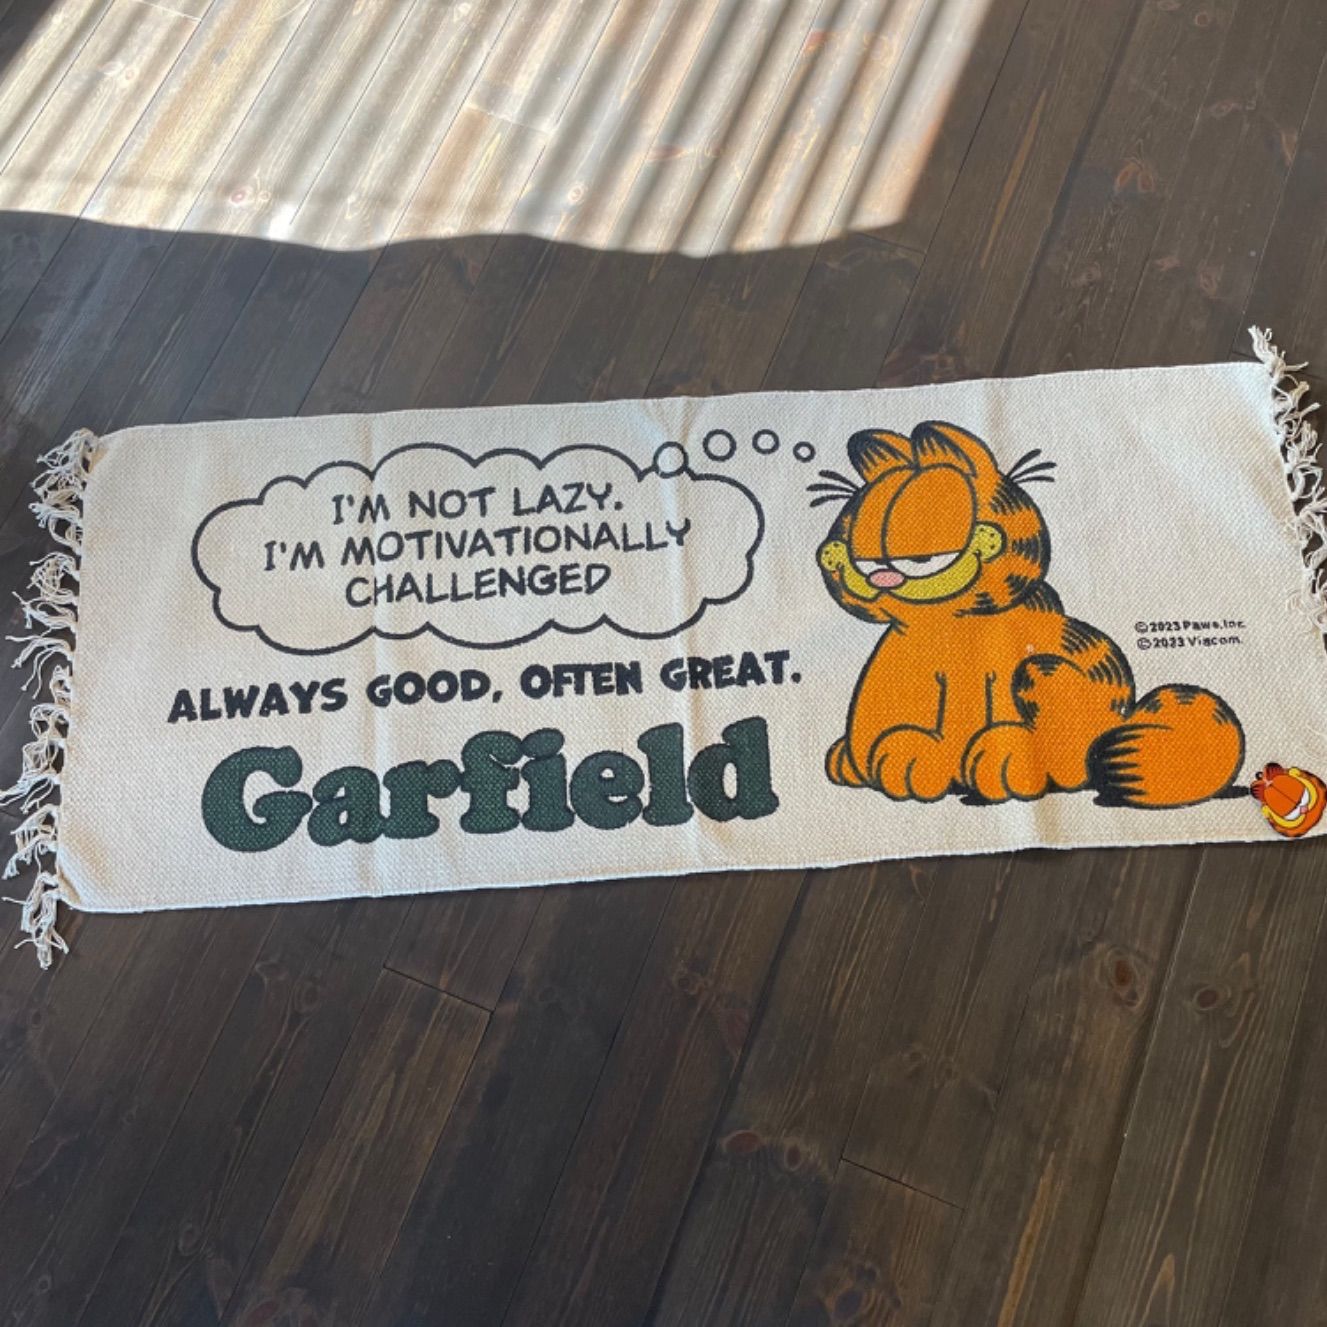 I'M NOT LAZY.
I'M MOTIVATIONALLY
CHALLENGED
ALWAYS GOOD, OFTEN GREAT.
Garfield
©2023 Paws, Inc.
©2023 Viacom.